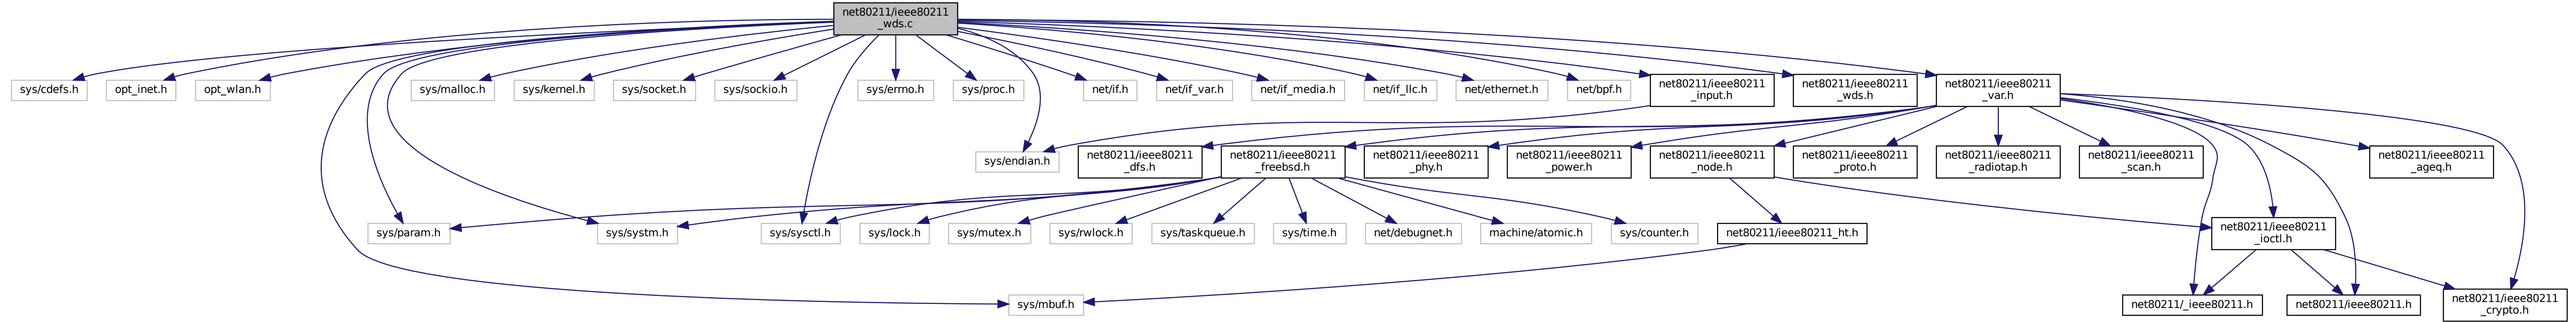 net80211/ieee80211
_wds.c
sys/cdefs.h
opt_inet.h
opt_wlan.h
sys/malloc.h
sys/kernel.h
sys/socket.h
sys/sockio.h
sys/errno.h
sys/proc.h
net/if.h
net/if_var.h
net/if_media.h
net/if_llc.h
net/ethernet.h
net/bpf.h
net80211/ieee80211
_input.h
net80211/ieee80211
_wds.h
net80211/ieee80211
_var.h
sys/endian.h
net80211/ieee80211
_dfs.h
net80211/ieee80211
_freebsd.h
net80211/ieee80211
_phy.h
net80211/ieee80211
_power.h
net80211/ieee80211
_node.h
net80211/ieee80211
_proto.h
net80211/ieee80211
_radiotap.h
net80211/ieee80211
_scan.h
net80211/ieee80211
_ageq.h
sys/param.h
sys/systm.h
sys/sysctl.h
sys/lock.h
sys/mutex.h
sys/rwlock.h
sys/taskqueue.h
sys/time.h
net/debugnet.h
machine/atomic.h
sys/counter.h
net80211/ieee80211_ht.h
net80211/ieee80211
_ioctl.h
sys/mbuf.h
net80211/_ieee80211.h
net80211/ieee80211.h
net80211/ieee80211
_crypto.h